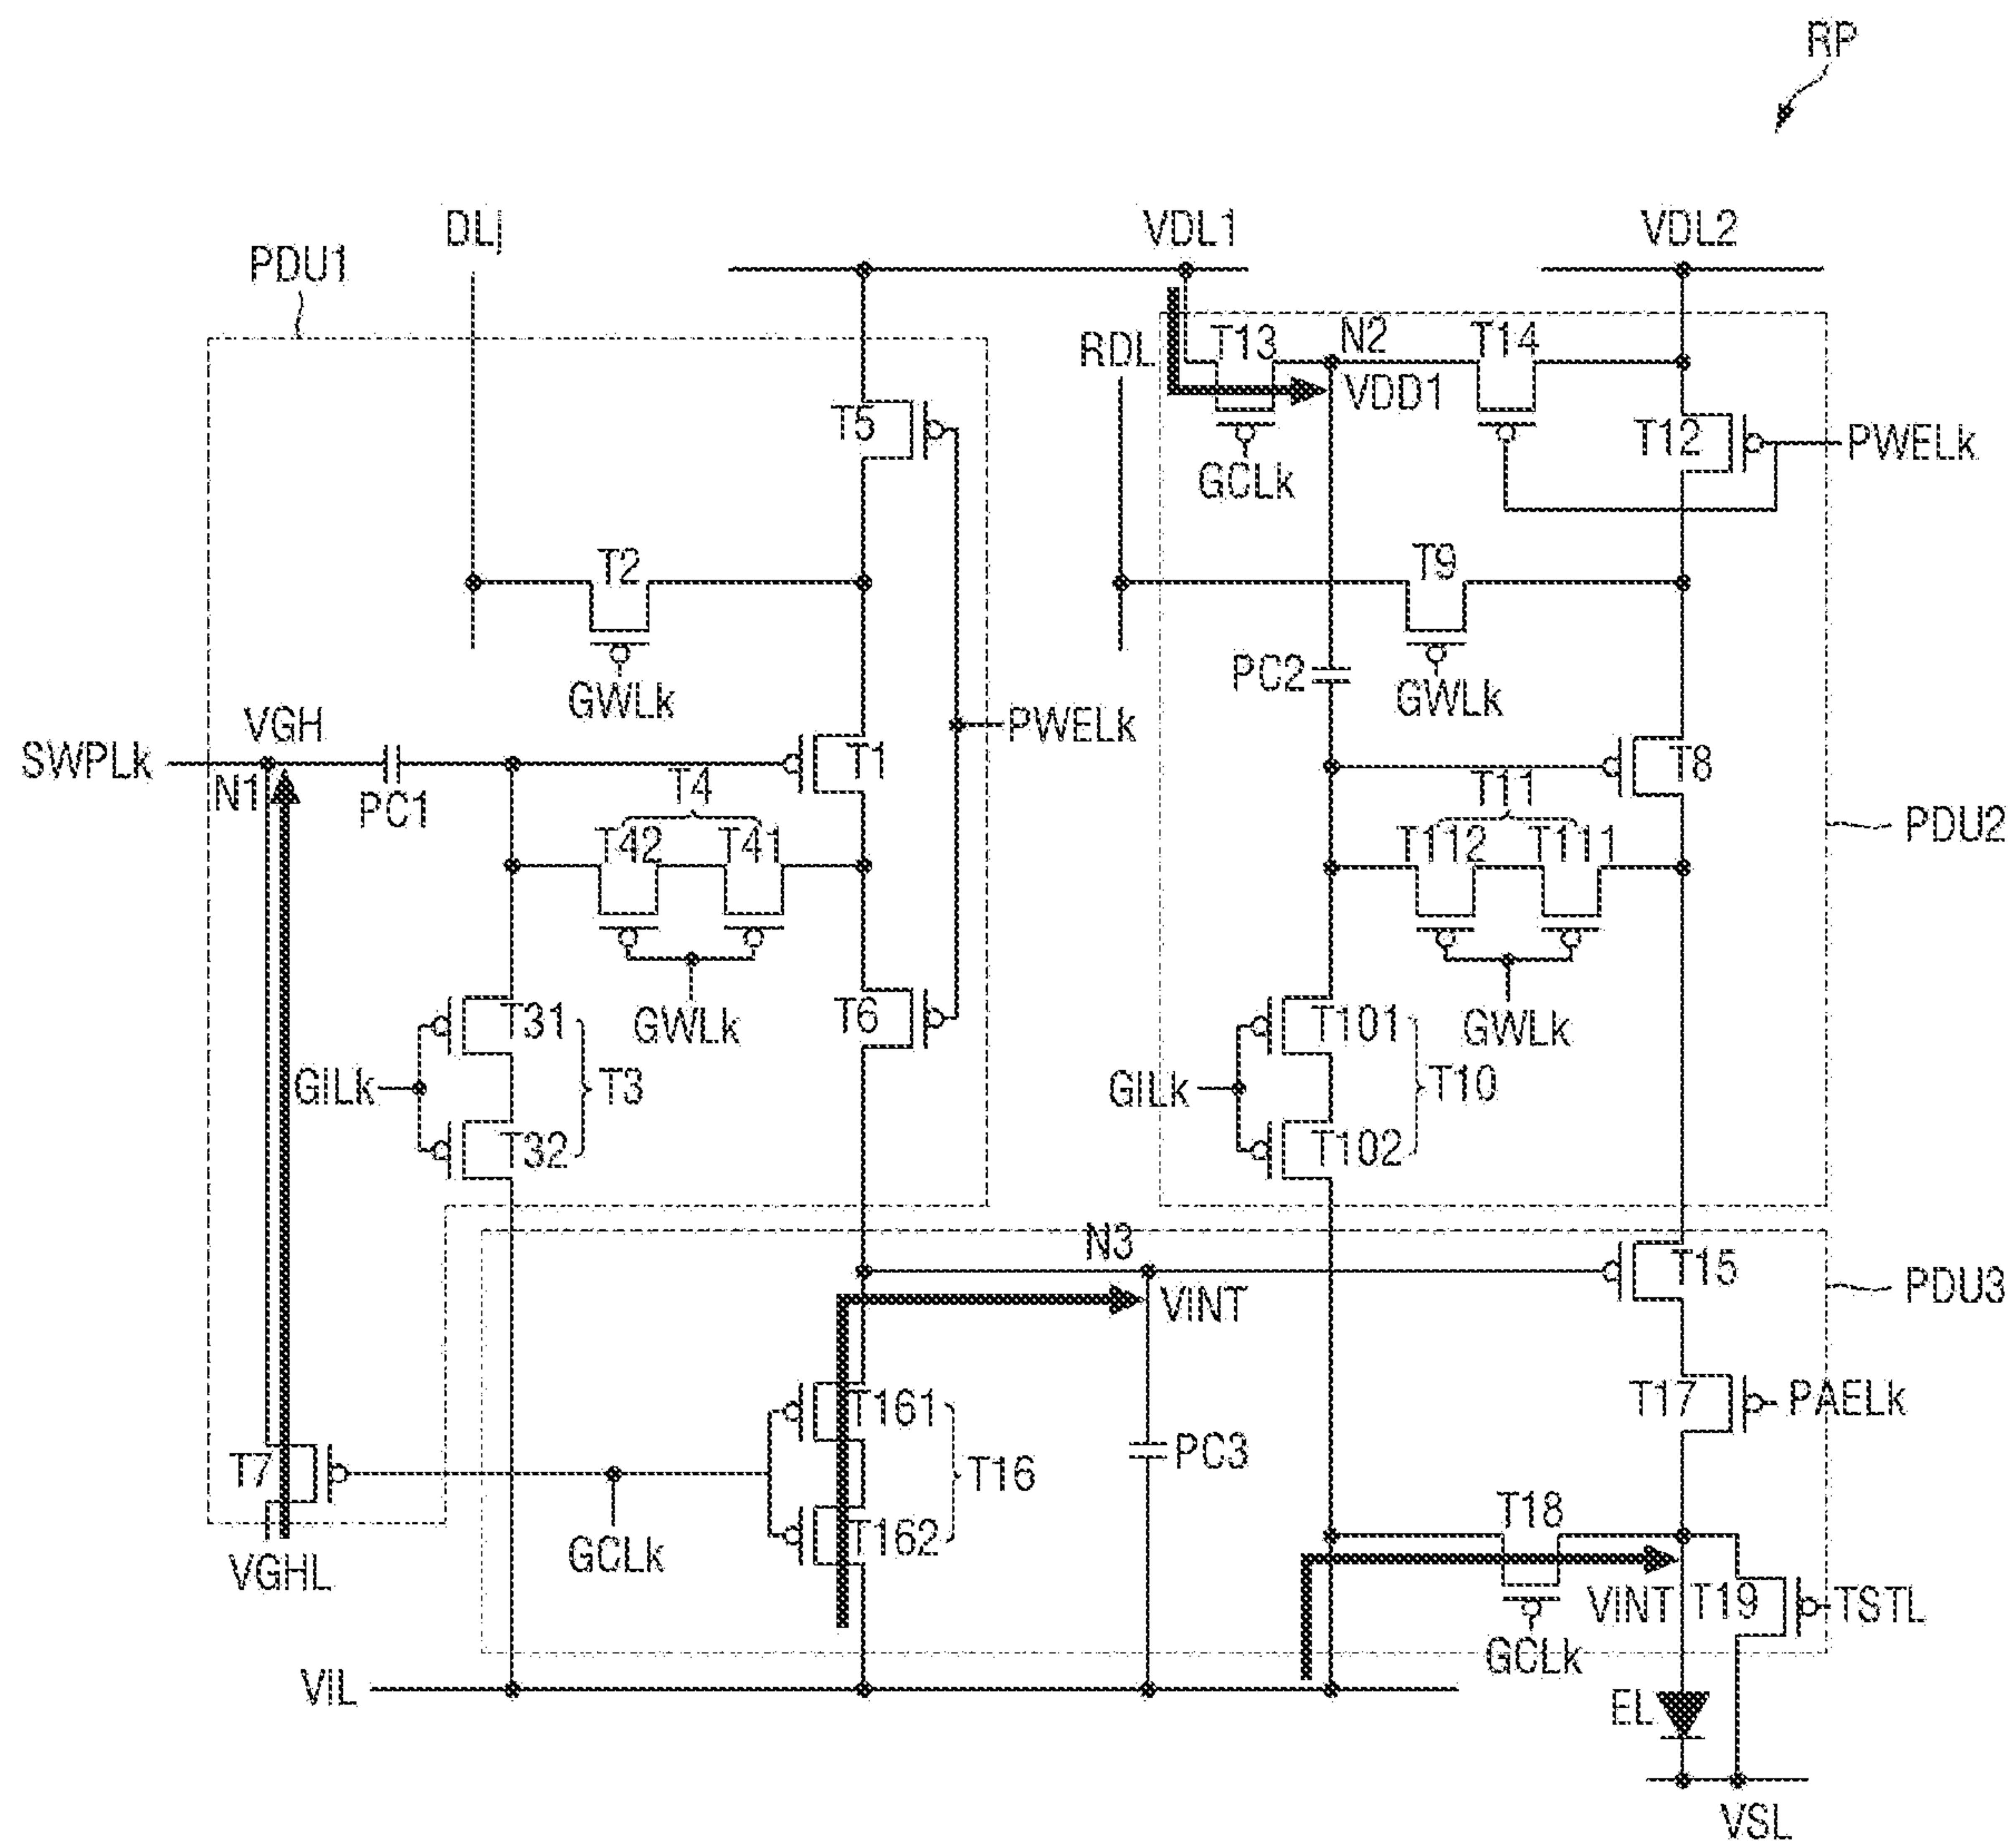 RP
DLj VDL1 VDL2
PDU1
T13 N2 T14
RDL
VDD1
T5 T12 PWELk
GCLk
T2 T9
PC2
GWLk GWLk
VGH PWELk
SWPLk T1 T8
N1 PC1 T4 T11
PDU2
T42 T41 T112 T111
T31 GWLk T6 T101 GWLk
GILk T3 GILk T10
T32 T102
N3
T15 PDU3
VINT
T161 T17 PAELk
T7 T16 PC3
T18
T162
GCLk
VGHL
VINT T19 TSTL
GCLk
VIL
EL
VSL